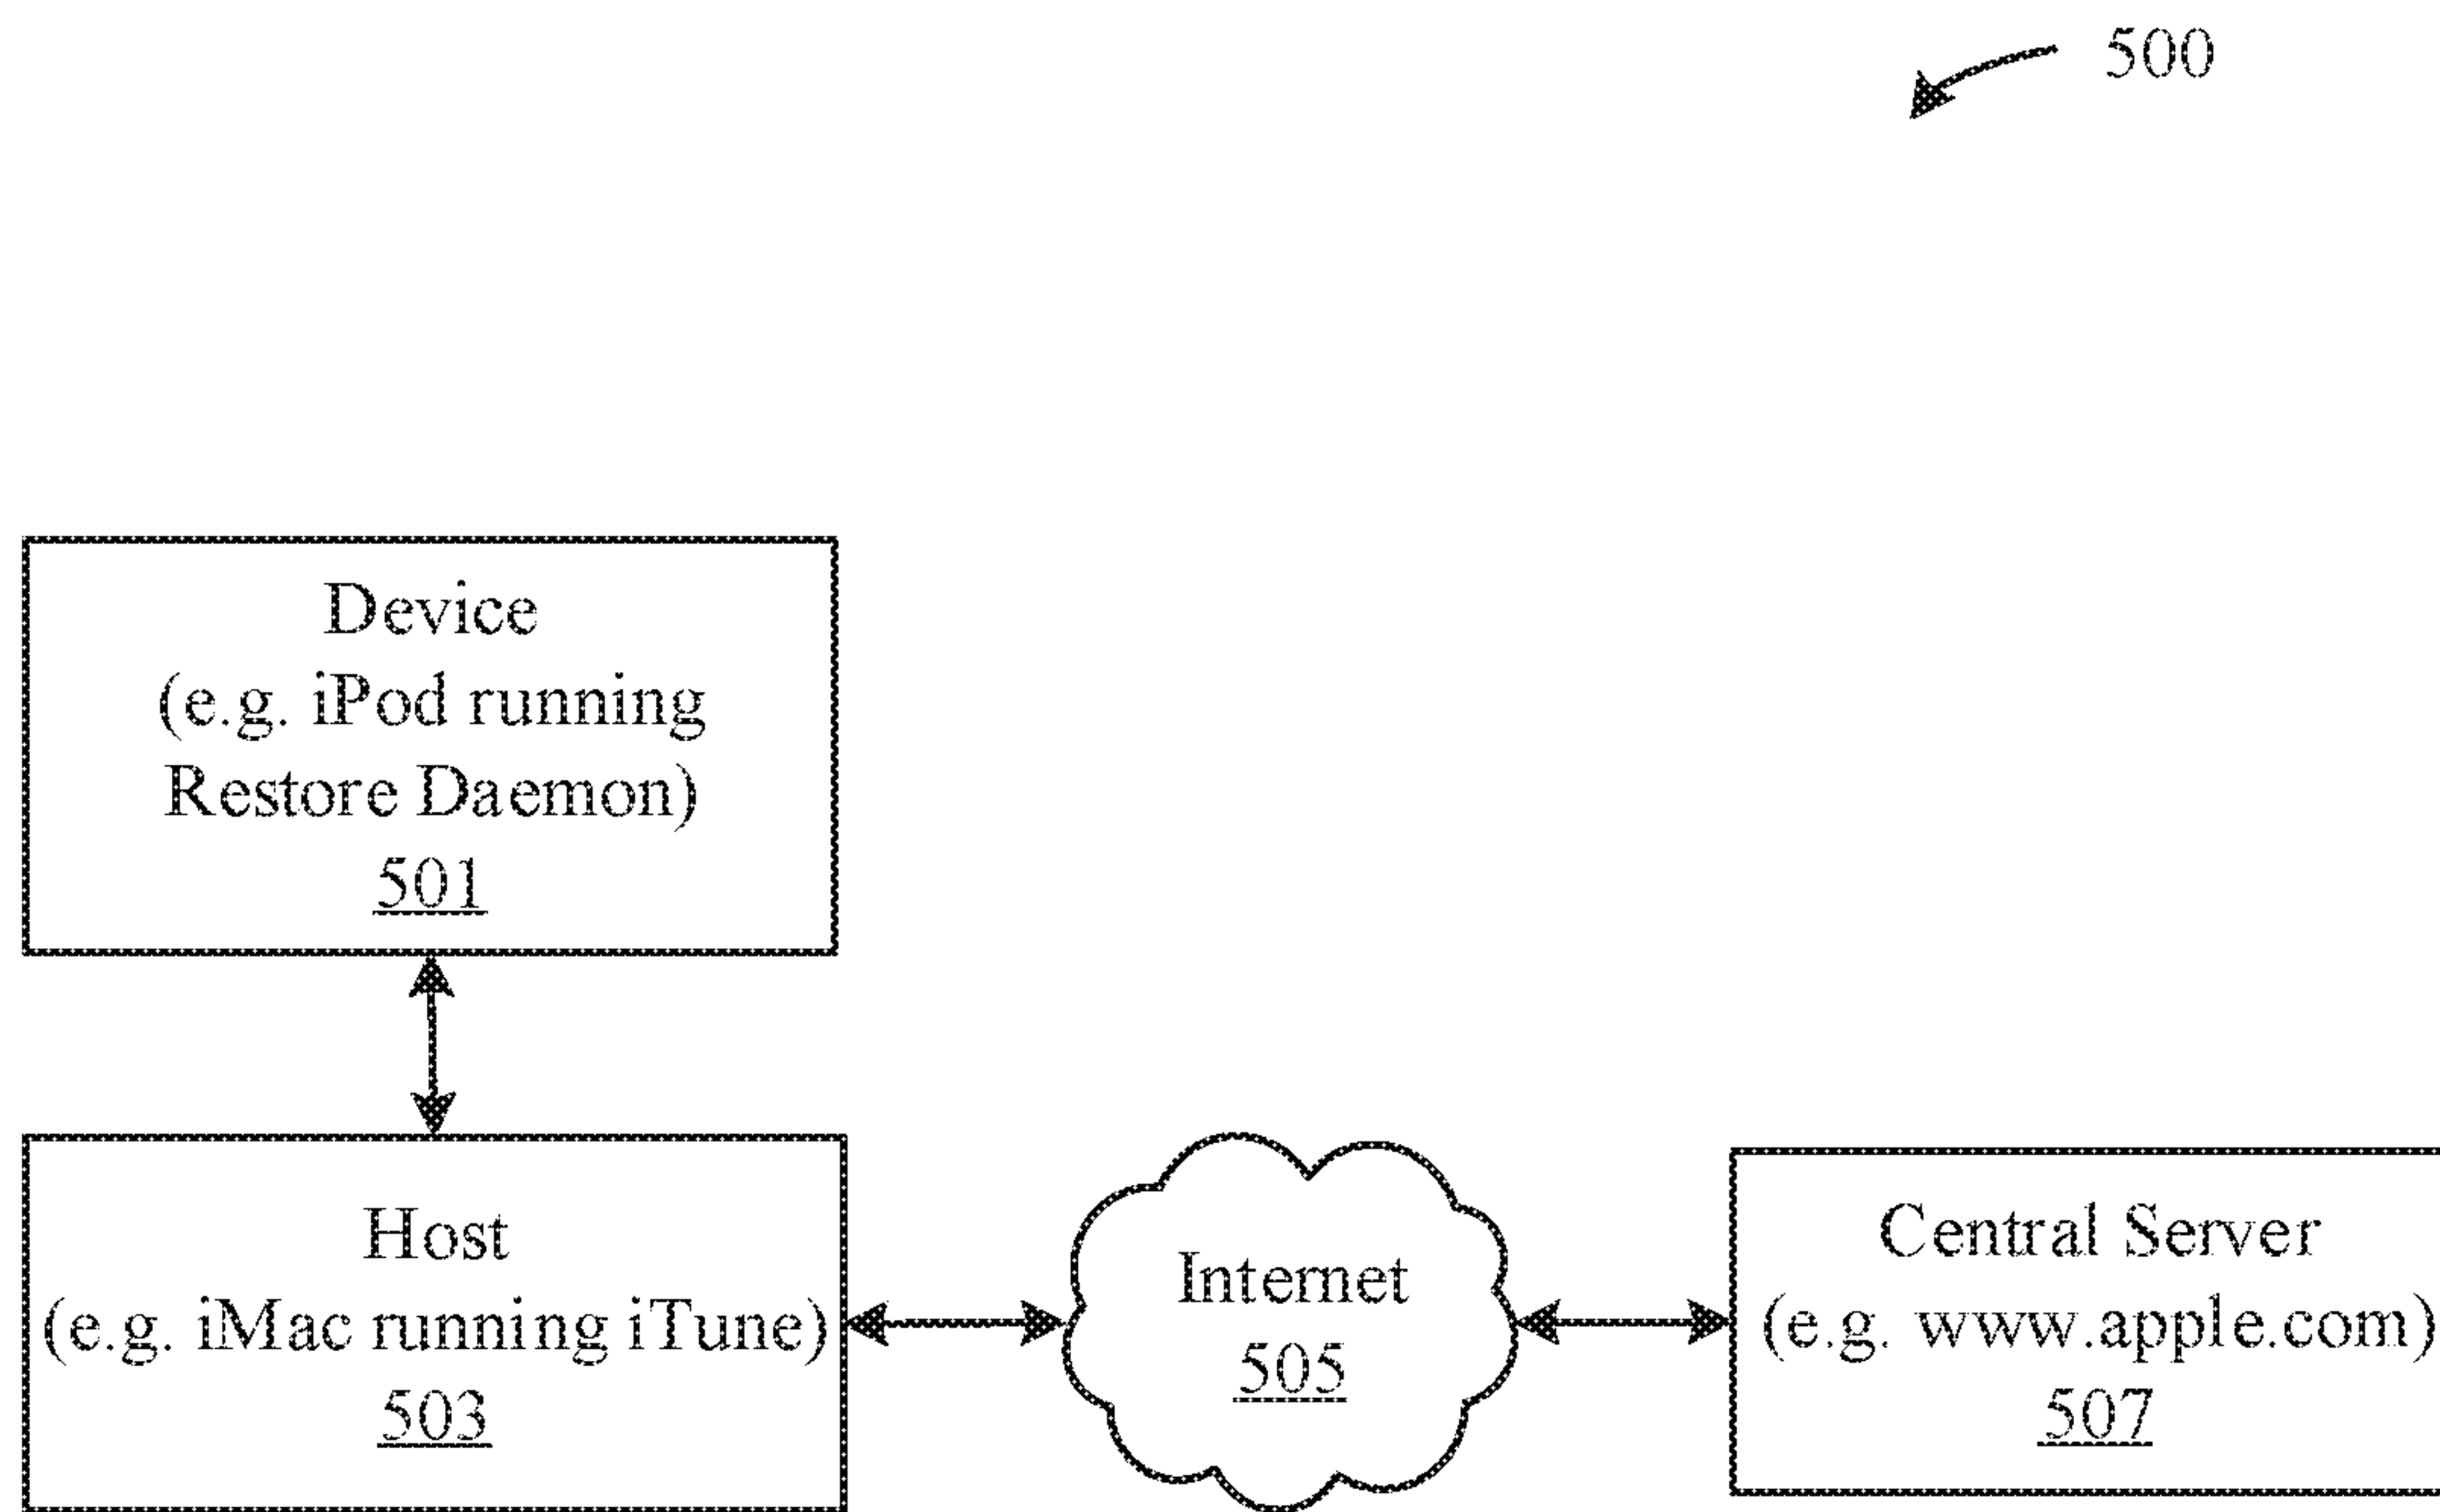 500
Device
(e.g. iPod running
Restore Daemon)
501
Host
(e.g. iMac running iTune)
503
Internet
505
Central Server
(e.g. www.apple.com)
507